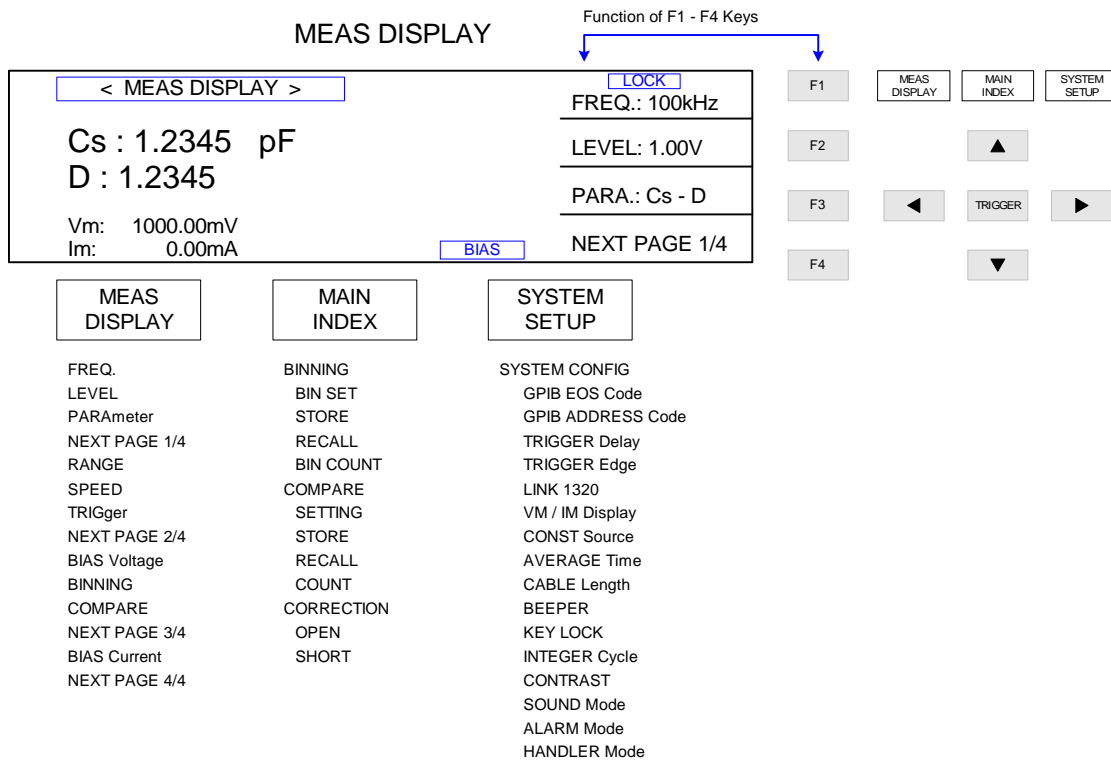 Function of F1 - F4 Keys
MEAS DISPLAY
< MEAS DISPLAY >
Cs : 1.2345 pF
D : 1.2345
Vm: 1000.00mV
Im: 0.00mA
BIAS
LOCK
FREQ.: 100kHz
LEVEL: 1.00V
PARA.: Cs - D
NEXT PAGE 1/4
F1
F2
F3
F4
MEAS
DISPLAY
MAIN
INDEX
SYSTEM
SETUP
TRIGGER
MEAS
DISPLAY
FREQ.
LEVEL
PARAmeter
NEXT PAGE 1/4
RANGE
SPEED
TRIGger
NEXT PAGE 2/4
BIAS Voltage
BINNING
COMPARE
NEXT PAGE 3/4
BIAS Current
NEXT PAGE 4/4
MAIN
INDEX
BINNING
BIN SET
STORE
RECALL
BIN COUNT
COMPARE
SETTING
STORE
RECALL
COUNT
CORRECTION
OPEN
SHORT
SYSTEM
SETUP
SYSTEM CONFIG
GPIB EOS Code
GPIB ADDRESS Code
TRIGGER Delay
TRIGGER Edge
LINK 1320
VM / IM Display
CONST Source
AVERAGE Time
CABLE Length
BEEPER
KEY LOCK
INTEGER Cycle
CONTRAST
SOUND Mode
ALARM Mode
HANDLER Mode